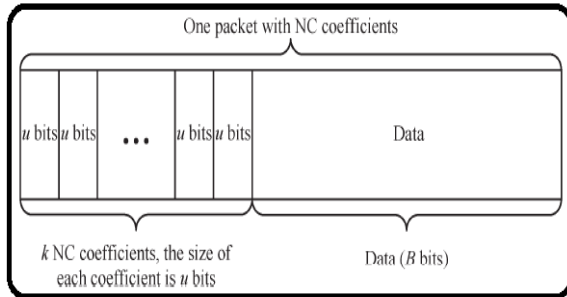 One packet with NC coefficients
u bits u bits ... u bits u bits Data
k NC coefficients, the size of
each coefficient is u bits
Data (B bits)